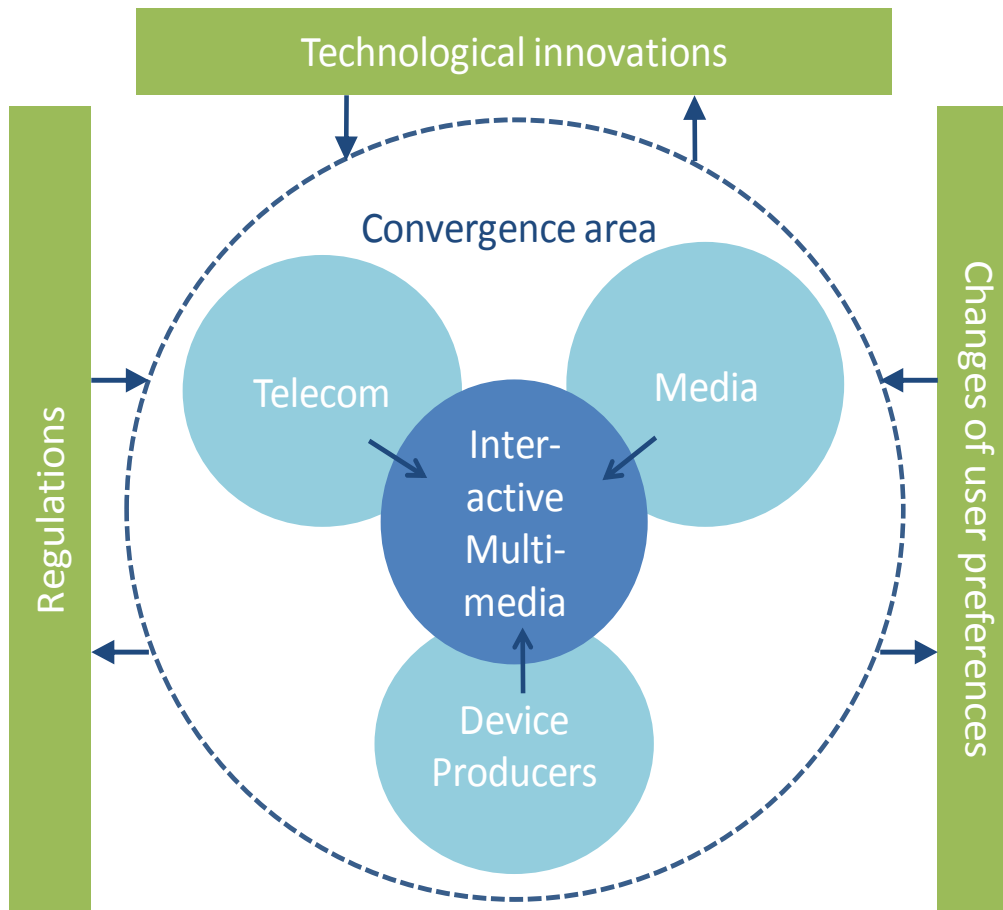 Technological innovations
Convergence area
Regulations
Changes of user preferences
Telecom
Media
Inter-
active
Multi-
media
Device
Producers